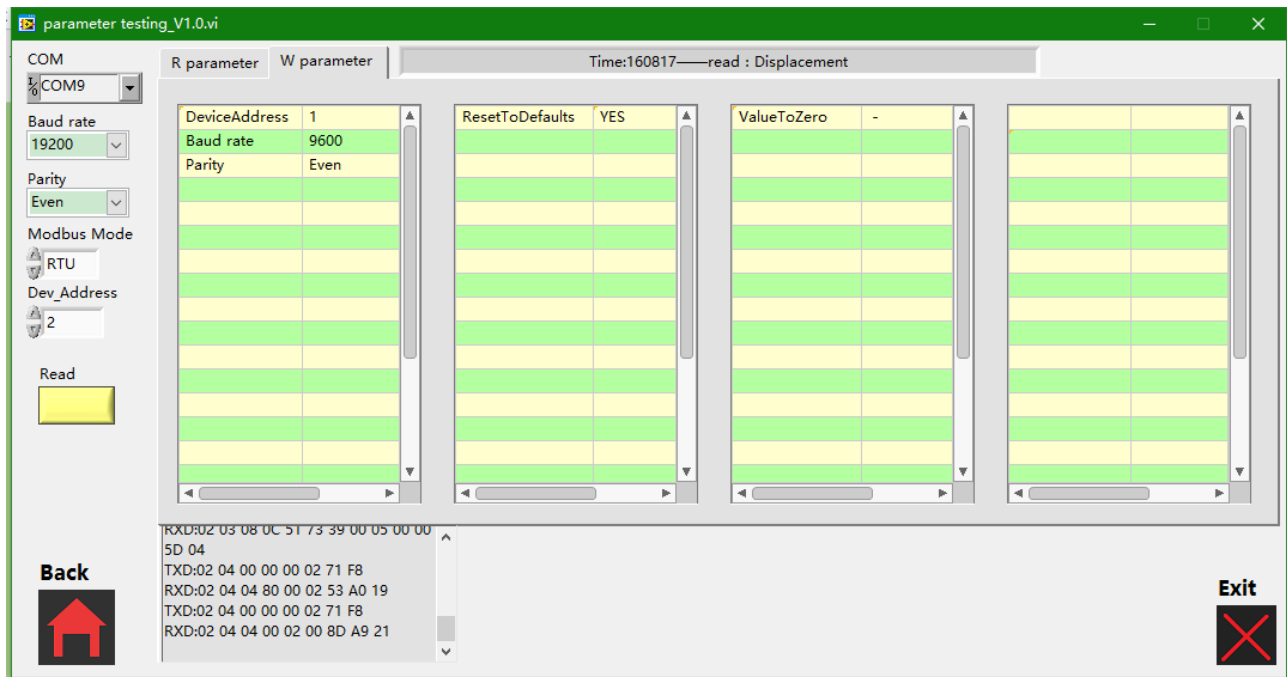 parameter testing_V1.0.vi
COM
COM9
Baud rate
19200
Parity
Even
Modbus Mode
RTU
Dev_Address
2
Read
Back
R parameter W parameter Time:160817——read : Displacement
DeviceAddress 1
Baud rate 9600
Parity Even
ResetToDefaults YES
ValueToZero -
RXD:02 03 08 0C 51 73 39 00 05 00 00
5D 04
TXD:02 04 00 00 00 02 71 F8
RXD:02 04 04 80 00 02 53 A0 19
TXD:02 04 00 00 00 02 71 F8
RXD:02 04 04 00 02 00 8D A9 21
Exit